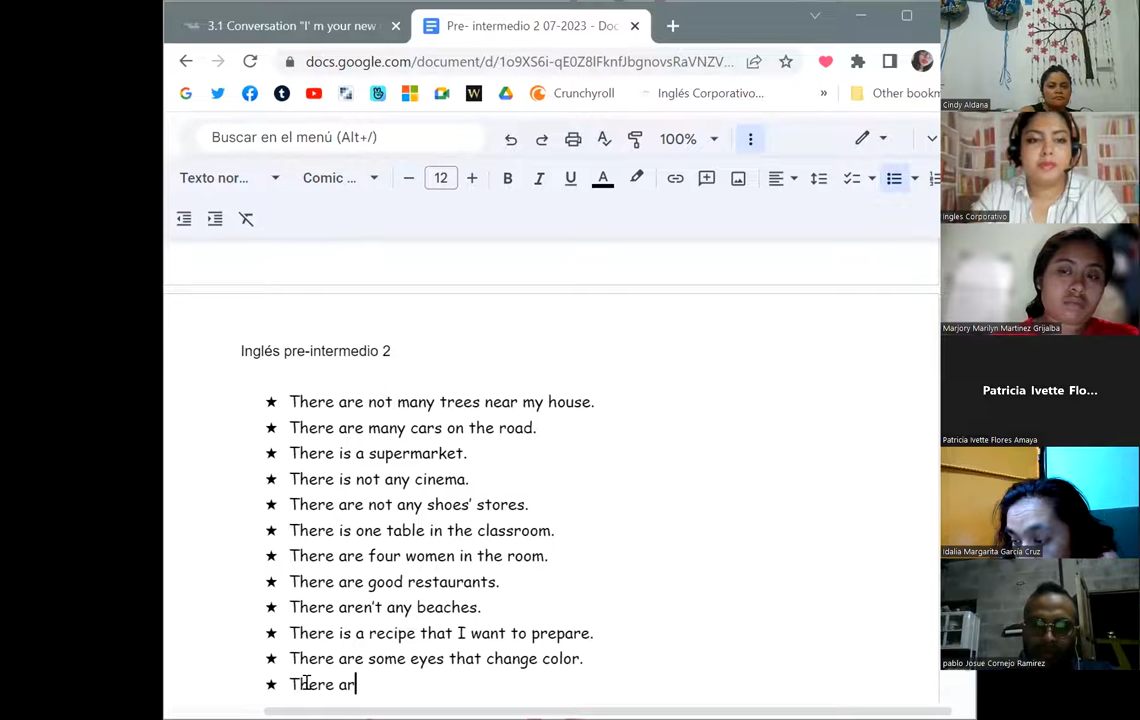 3.1 Conversation "I' m your new
Pre- intermedio 2 07-2023 - Doc
docs.google.com/document/d/1o9XS6i-qE0Z8lFknfJbgnovsRaVNZV...
Crunchyroll
Inglés Corporativo...
»
Other bookm
Buscar en el menú (Alt+/)
100%
Texto nor...
Comic ...
12
B I U A
Inglés pre-intermedio 2
★ There are not many trees near my house.
★ There are many cars on the road.
★ There is a supermarket.
★ There is not any cinema.
★ There are not any shoes' stores.
★ There is one table in the classroom.
★ There are four women in the room.
★ There are good restaurants.
★ There aren't any beaches.
★ There is a recipe that I want to prepare.
★ There are some eyes that change color.
★ There ar
Cindy Aldana
Ingles Corporativo
Marjory Marilyn Martinez Grijalba
Patricia Ivette Flo...
Patricia Ivette Flores Amaya
Idalia Margarita Garcia Cruz
pablo Josue Cornejo Ramirez